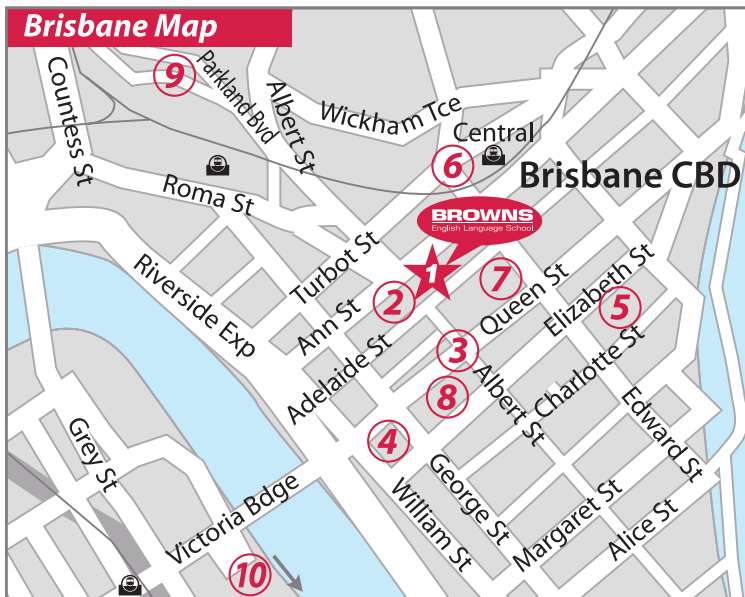 Brisbane Map
9
Parkland Bvd
Countess St
Albert St
Wickham Tce
Central
6
Brisbane CBD
Roma St
BROWNS
English Language School
1
Turbot St
Riverside Exp
7
2
Ann St
Queen St
Elizabeth St
5
Adelaide St
3
Charlotte St
8
Albert St
4
Edward St
Grey St
George St
William St
Victoria Bdge
Margaret St
Alice St
10